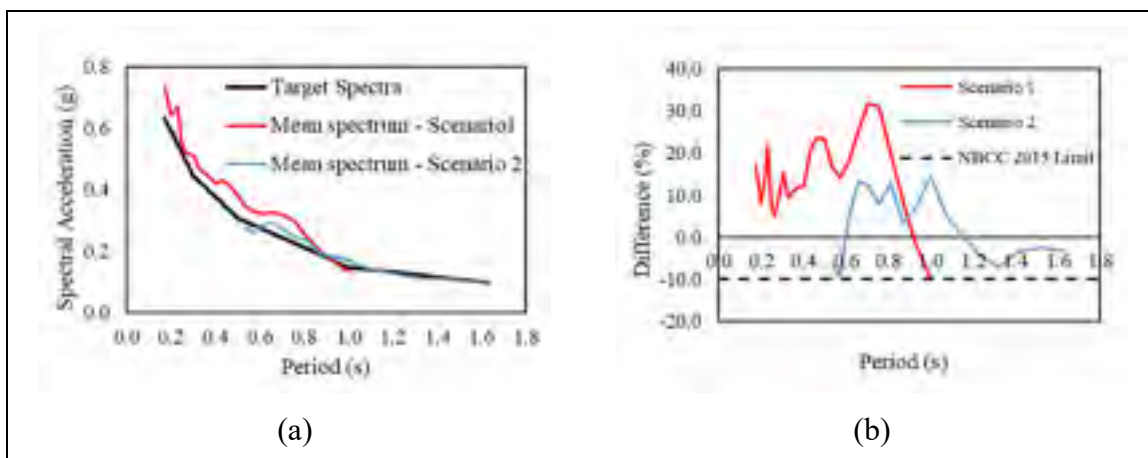 0.8
0.6
0.4
0.2
0.0
Spectral Acceleration (g)
Target Spectra
Mean spectrum - Scenario1
Mean spectrum - Scenario 2
0.0 0.2 0.4 0.6 0.8 1.0 1.2 1.4 1.6 1.8
Period (s)
(a)
40.0
30.0
20.0
10.0
0.0
-10.0
-20.0
Difference (%)
Scenario 1
Scenario 2
NBCC 2015 Limit
0.0 0.2 0.4 0.6 0.8 1.0 1.2 1.4 1.6 1.8
Period (s)
(b)